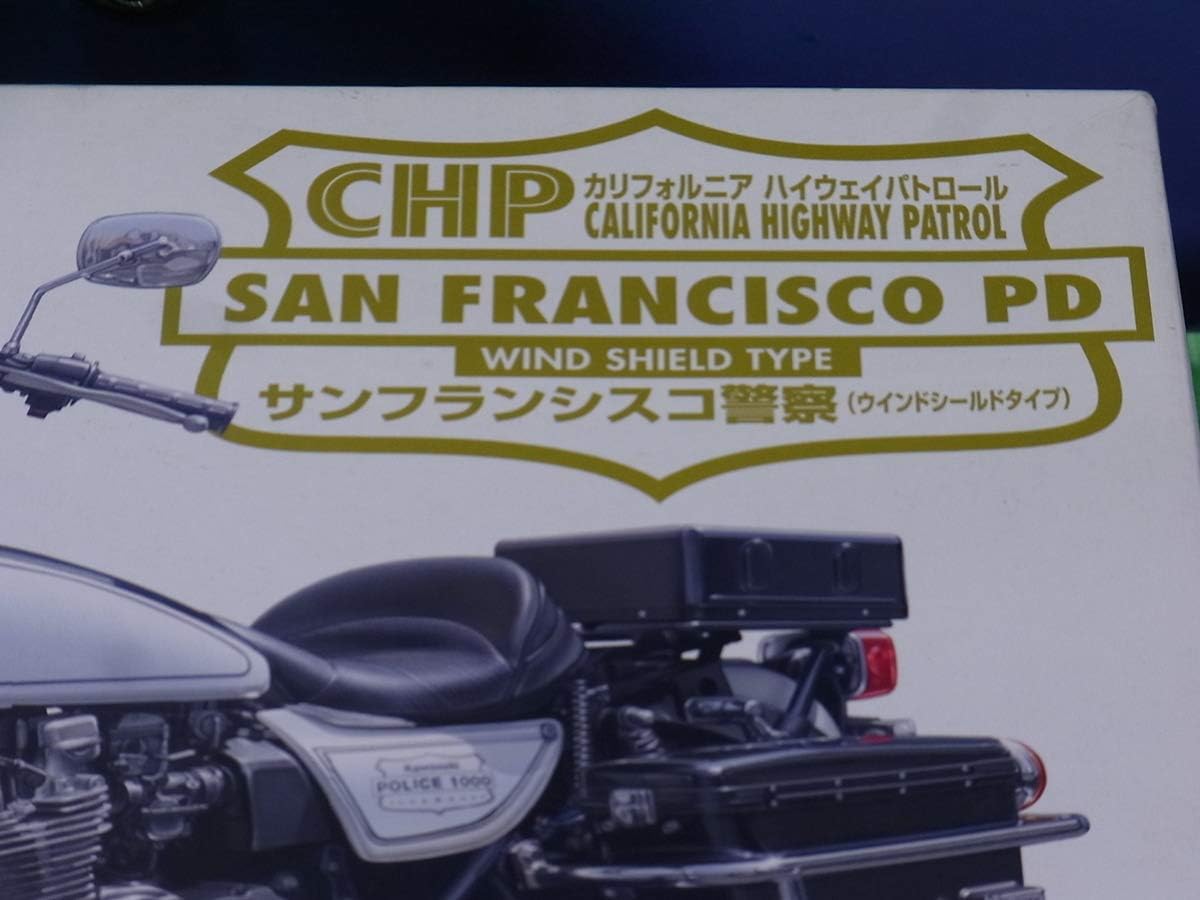 CHP カリフォルニア ハイウェイパトロール
CALIFORNIA HIGHWAY PATROL
SAN FRANCISCO PD
WIND SHIELD TYPE
サンフランシスコ警察 (ウインドシールドタイプ)
Kawasaki
POLICE 1000